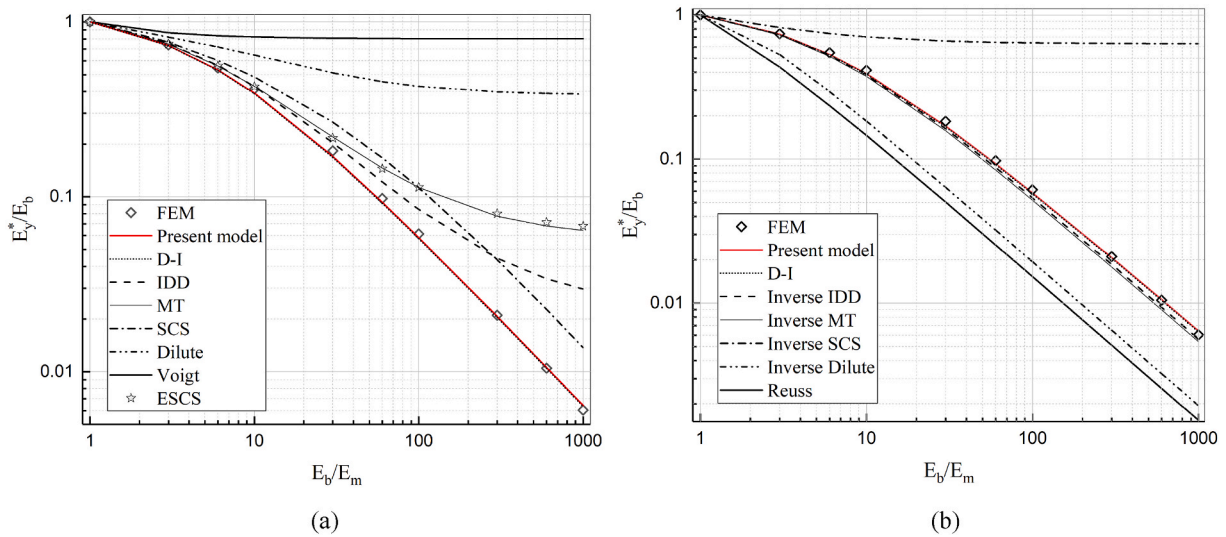 E*y/Eb
1
0.1
0.01
FEM
Present model
D-I
IDD
MT
SCS
Dilute
Voigt
ESCS
1 10 100 1000
Eb/Em
(a)
E*y/Eb
1
0.1
0.01
FEM
Present model
D-I
Inverse IDD
Inverse MT
Inverse SCS
Inverse Dilute
Reuss
1 10 100 1000
Eb/Em
(b)